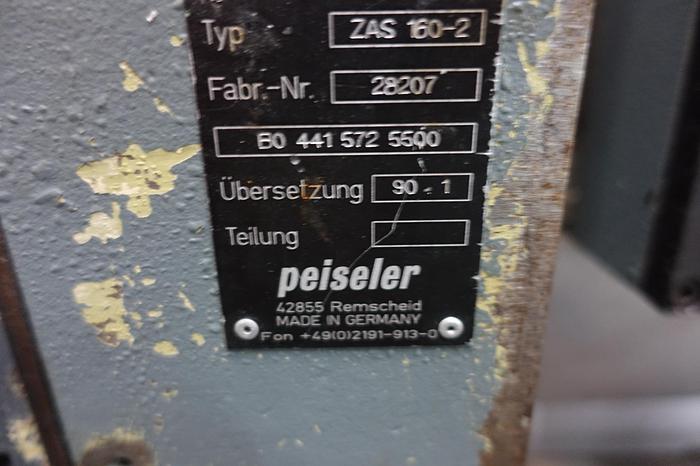 Typ ZAS 160-2
Fabr.-Nr. 28207
B0 441 572 5500
Übersetzung 90 - 1
Teilung
peiseler
42855 Remscheid
MADE IN GERMANY
Fon +49(0)2191-913-0